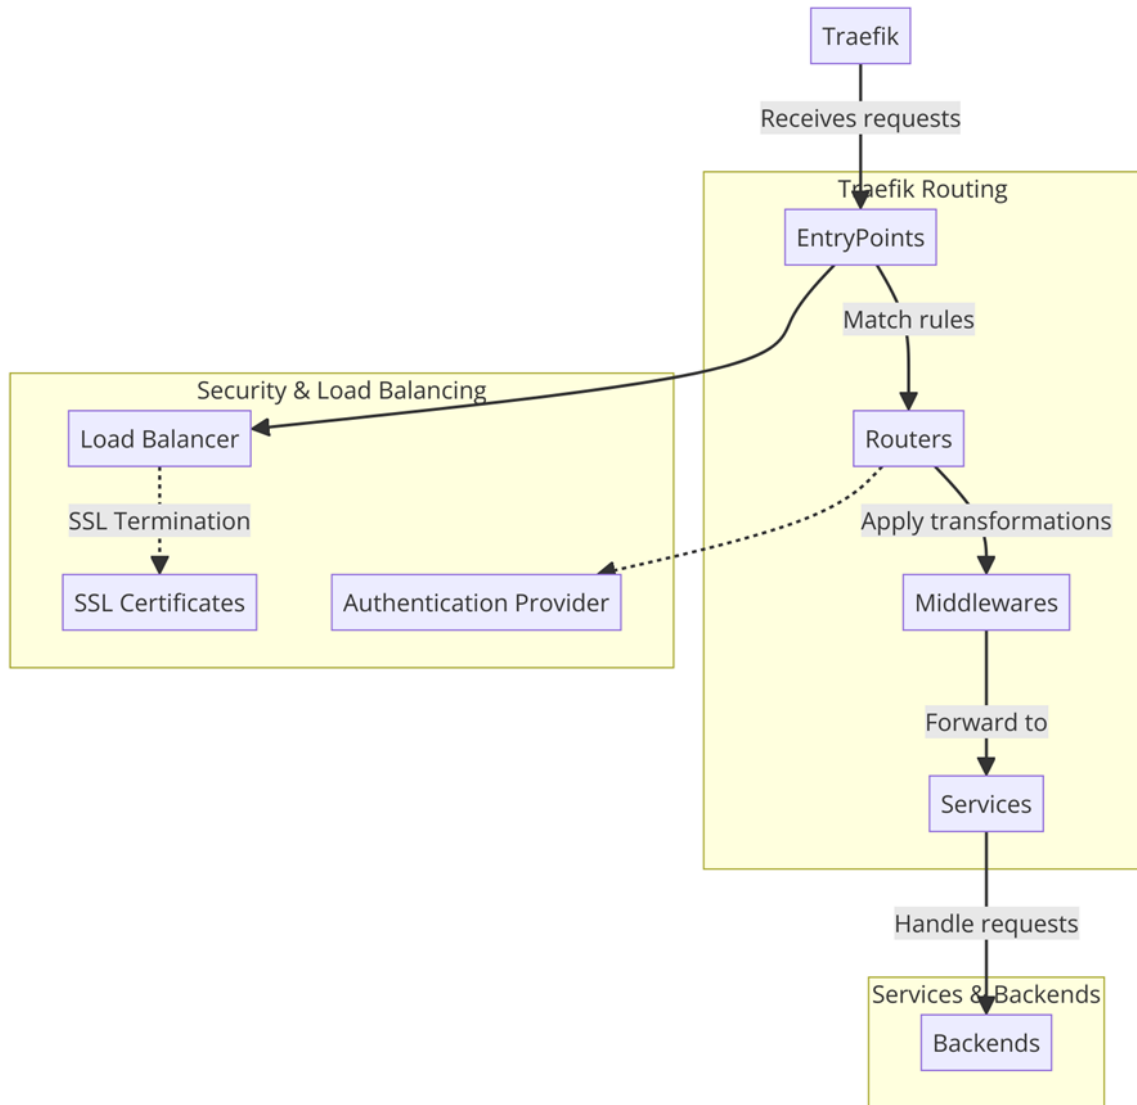 Traefik
Receives requests
Traefik Routing
EntryPoints
Match rules
Security & Load Balancing
Load Balancer
Routers
SSL Termination
Apply transformations
SSL Certificates
Authentication Provider
Middlewares
Forward to
Services
Handle requests
Services & Backends
Backends